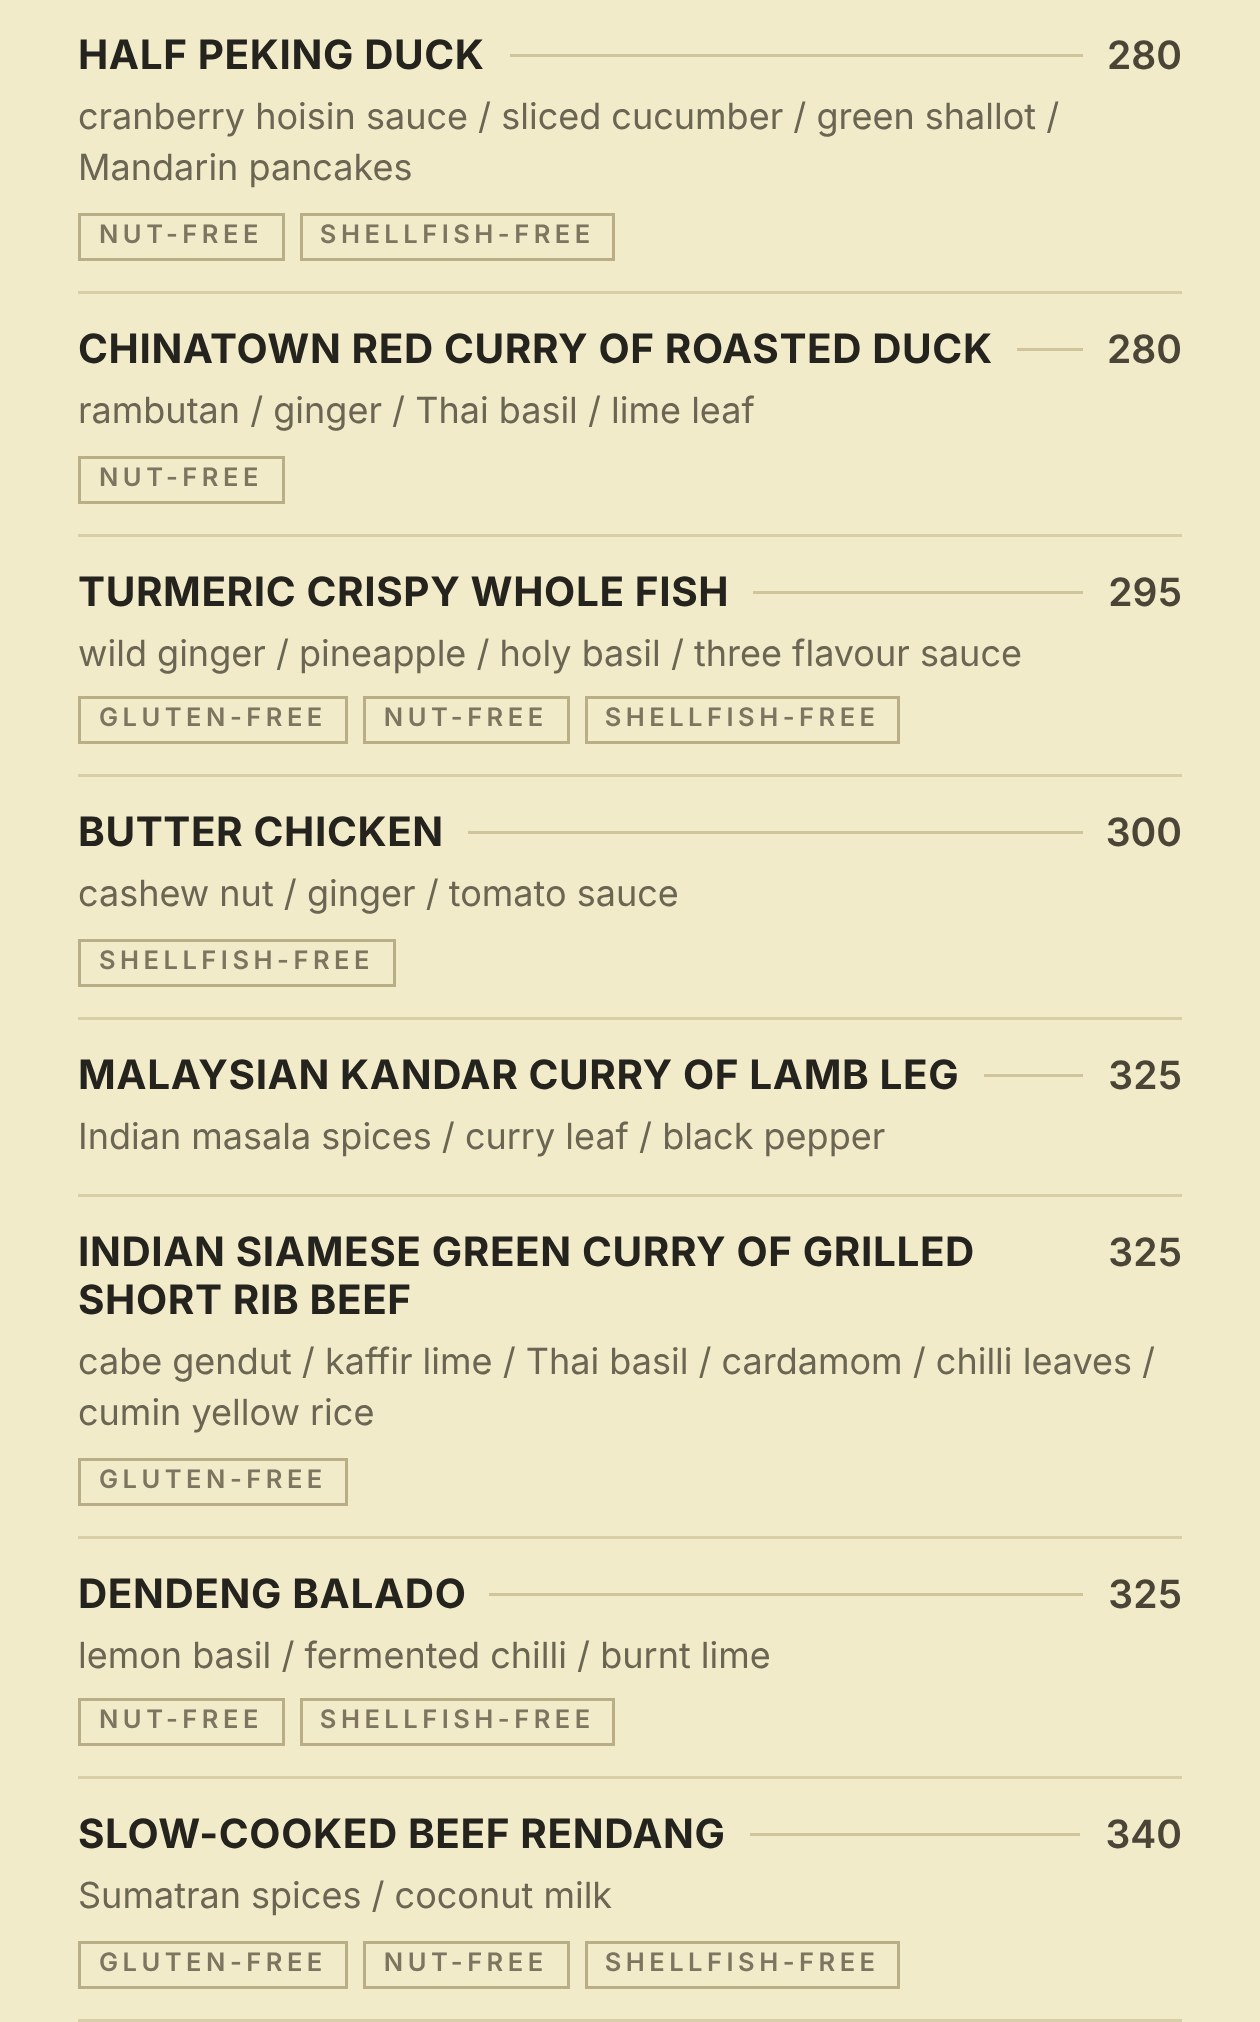 HALF PEKING DUCK 280
cranberry hoisin sauce / sliced cucumber / green shallot /
Mandarin pancakes
NUT-FREE SHELLFISH-FREE
CHINATOWN RED CURRY OF ROASTED DUCK 280
rambutan / ginger / Thai basil / lime leaf
NUT-FREE
TURMERIC CRISPY WHOLE FISH 295
wild ginger / pineapple / holy basil / three flavour sauce
GLUTEN-FREE NUT-FREE SHELLFISH-FREE
BUTTER CHICKEN 300
cashew nut / ginger / tomato sauce
SHELLFISH-FREE
MALAYSIAN KANDAR CURRY OF LAMB LEG 325
Indian masala spices / curry leaf / black pepper
INDIAN SIAMESE GREEN CURRY OF GRILLED 325
SHORT RIB BEEF
cabe gendut / kaffir lime / Thai basil / cardamom / chilli leaves /
cumin yellow rice
GLUTEN-FREE
DENDENG BALADO 325
lemon basil / fermented chilli / burnt lime
NUT-FREE SHELLFISH-FREE
SLOW-COOKED BEEF RENDANG 340
Sumatran spices / coconut milk
GLUTEN-FREE NUT-FREE SHELLFISH-FREE